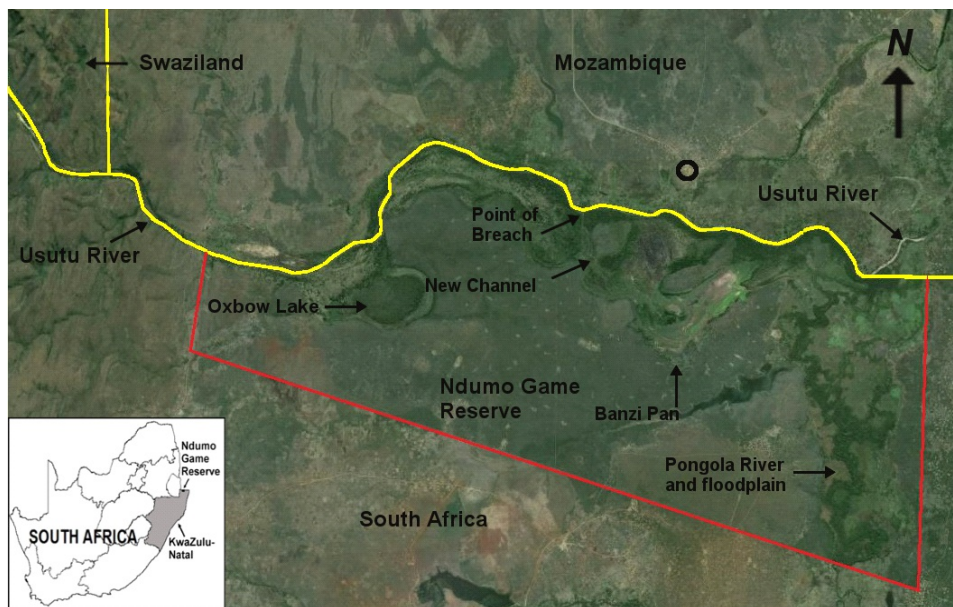 Swaziland
Mozambique
N
Usutu River
Point of
Breach
Usutu River
New Channel
Oxbow Lake
Ndumo Game
Reserve
Banzi Pan
Pongola River
and floodplain
South Africa
Ndumo
Game
Reserve
SOUTH AFRICA
KwaZulu-
Natal